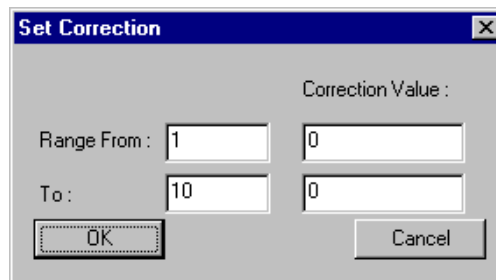 Set Correction
Correction Value :
Range From : 1 0
To : 10 0
OK Cancel